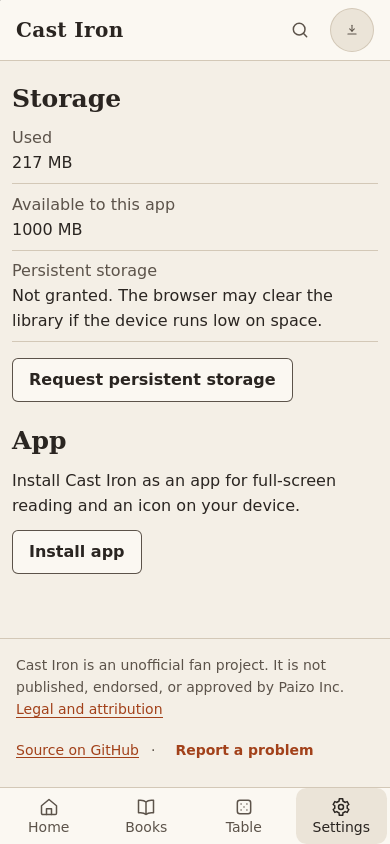 Cast Iron
Storage
Used
217 MB
Available to this app
1000 MB
Persistent storage
Not granted. The browser may clear the
library if the device runs low on space.
Request persistent storage
App
Install Cast Iron as an app for full-screen
reading and an icon on your device.
Install app
Cast Iron is an unofficial fan project. It is not
published, endorsed, or approved by Paizo Inc.
Legal and attribution
Source on GitHub · Report a problem
Home Books Table Settings